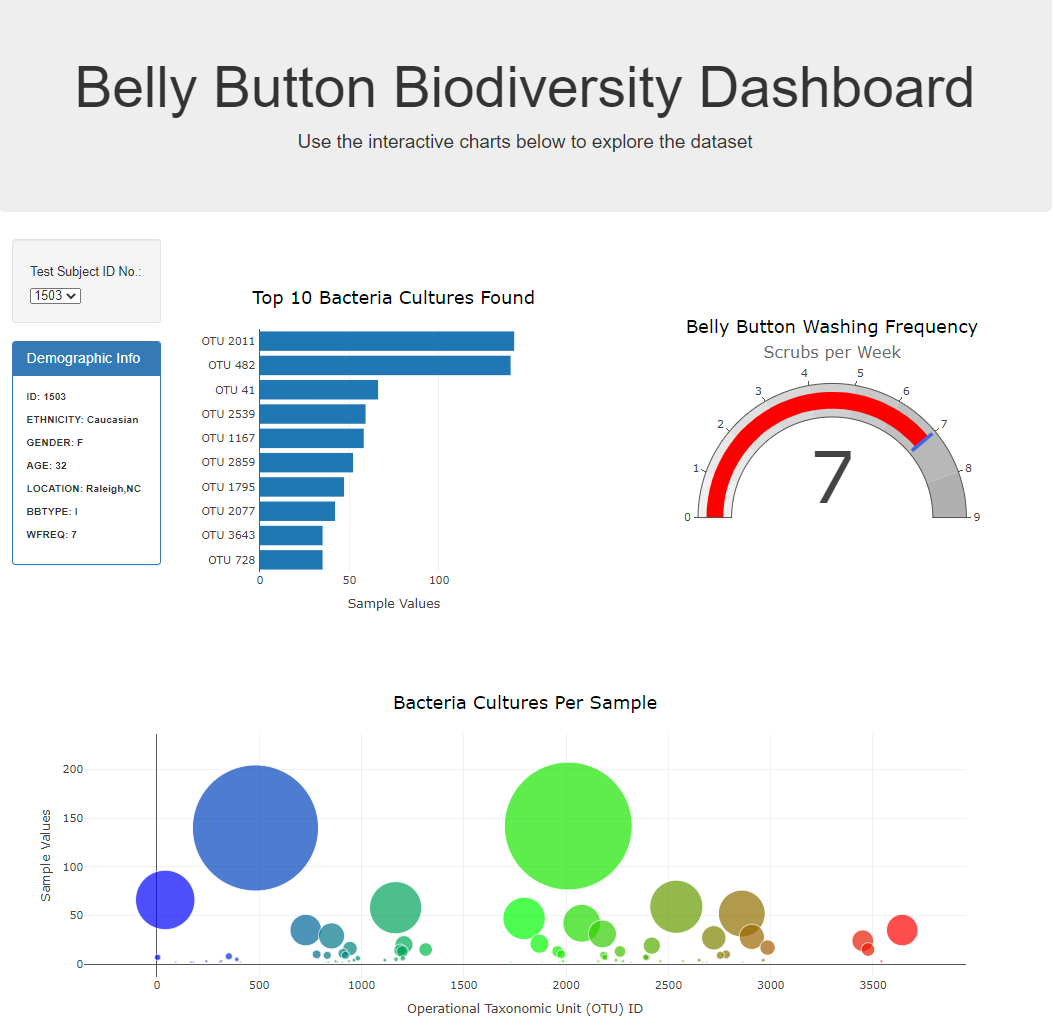 Belly Button Biodiversity Dashboard
Use the interactive charts below to explore the dataset
Test Subject ID No.:
1503
Demographic Info
ID: 1503
ETHNICITY: Caucasian
GENDER: F
AGE: 32
LOCATION: Raleigh,NC
BBTYPE: I
WFREQ: 7
Top 10 Bacteria Cultures Found
OTU 2011
OTU 482
OTU 41
OTU 2539
OTU 1167
OTU 2859
OTU 1795
OTU 2077
OTU 3643
OTU 728
0 50 100
Sample Values
Belly Button Washing Frequency
Scrubs per Week
0 1 2 3 4 5 6 7 8 9
7
Bacteria Cultures Per Sample
200
150
100
50
0
Sample Values
0 500 1000 1500 2000 2500 3000 3500
Operational Taxonomic Unit (OTU) ID